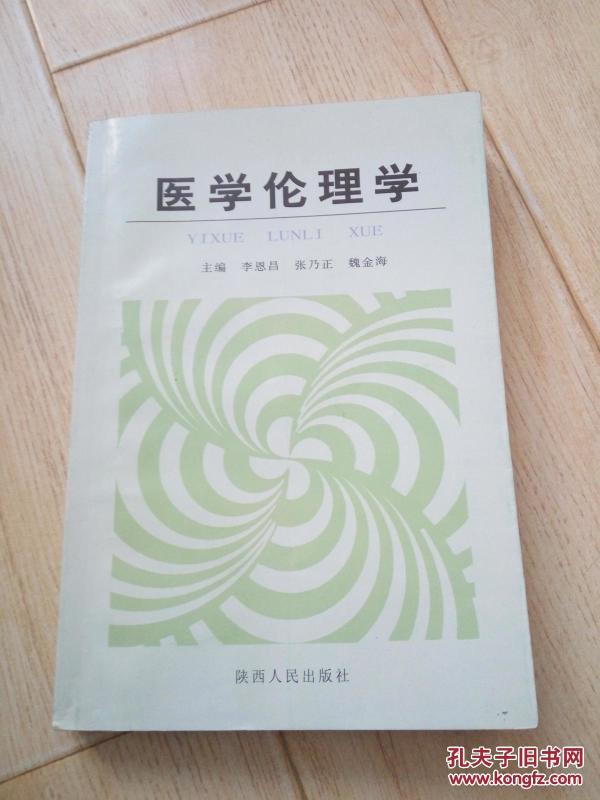 医学伦理学
YIXUE LUNLI XUE
主编 李恩昌 张乃正 魏金海
陕西人民出版社
孔夫子旧书网
www.kongfz.com